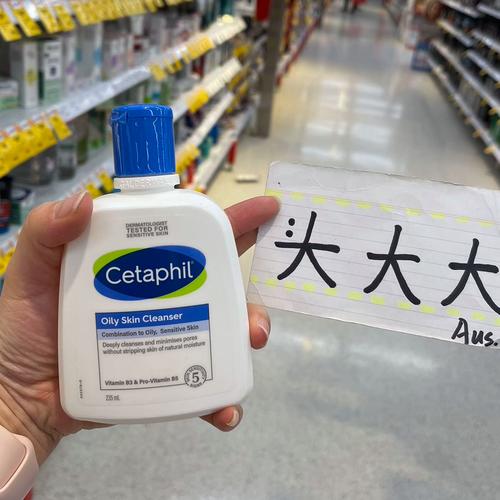 DERMATOLOGIST
TESTED FOR
SENSITIVE SKIN
Cetaphil
Oily Skin Cleanser
Combination to Oily, Sensitive Skin
Deeply cleanses and minimises pores
without stripping skin of natural moisture
Vitamin B3 & Pro-Vitamin B5
5
235 mL
头大大
Aus.